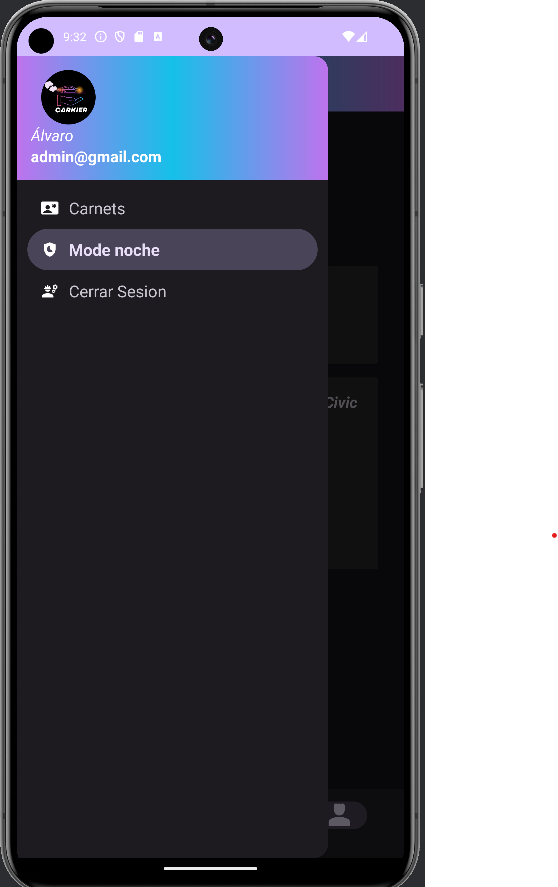 9:32
CARKIER
Álvaro
admin@gmail.com
Carnets
Mode noche
Cerrar Sesion
Civic